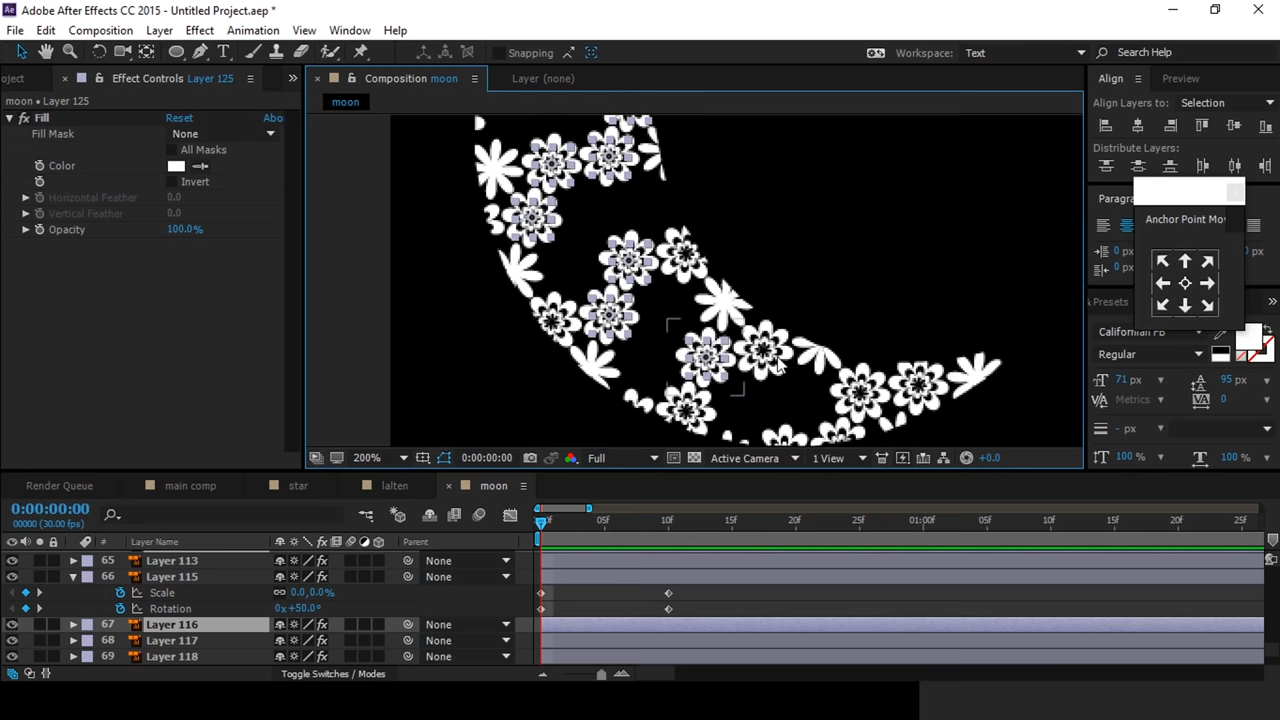 Adobe After Effects CC 2015 - Untitled Project.aep *
File Edit Composition Layer Effect Animation View Window Help
Snapping Workspace: Text Search Help
oject Effect Controls Layer 125 Composition moon Layer (none) Align Preview
moon • Layer 125 moon Align Layers to: Selection
Fill Reset Abo
Fill Mask None Distribute Layers:
All Masks
Color
Invert
Horizontal Feather 0.0
Vertical Feather 0.0
Opacity 100.0%
Paragra
Anchor Point Mov
0 px
0 p
0 px
Presets
Californian FB
Regular
71 px 95 px
Metrics 0
- px
100 % 100 %
200% 0:00:00:00 Full Active Camera 1 View +0.0
Render Queue main comp star lalten moon
0:00:00:00
00000 (30.00 fps)
0f 05f 10f 15f 20f 25f 01:00f 05f 10f 15f 20f 25f
# Layer Name Parent
65 Layer 113 None
66 Layer 115 None
Scale 0.0,0.0%
Rotation 0x+50.0°
67 Layer 116 None
68 Layer 117 None
69 Layer 118 None
Toggle Switches / Modes